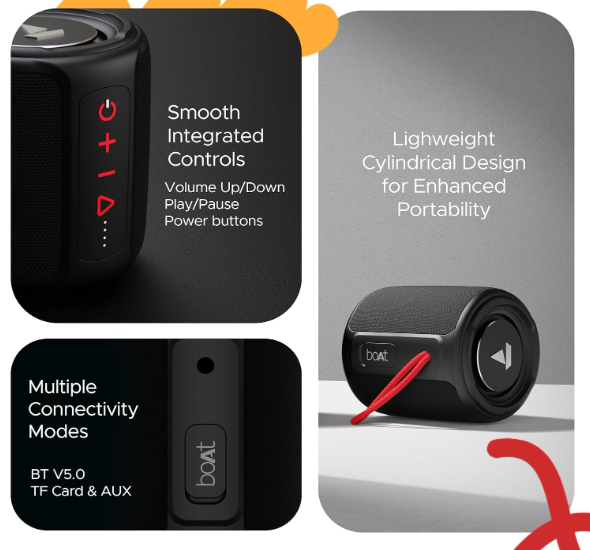 Smooth
Integrated
Controls
Volume Up/Down
Play/Pause
Power buttons
Lighweight
Cylindrical Design
for Enhanced
Portability
boAt
Multiple
Connectivity
Modes
BT V5.0
TF Card & AUX
boAt